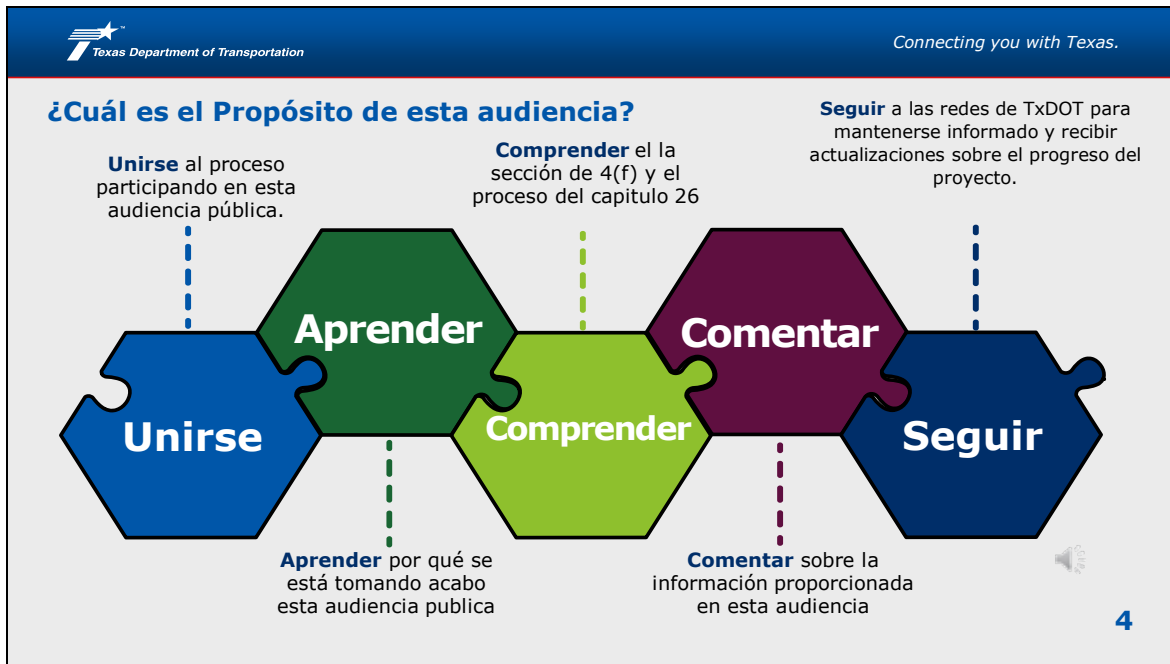 Texas Department of Transportation
Connecting you with Texas.
¿Cuál es el Propósito de esta audiencia?
Unirse al proceso
participando en esta
audiencia pública.
Comprender el la
sección de 4(f) y el
proceso del capitulo 26
Seguir a las redes de TxDOT para
mantenerse informado y recibir
actualizaciones sobre el progreso del
proyecto.
Unirse
Aprender
Comprender
Comentar
Seguir
Aprender por qué se
está tomando acabo
esta audiencia publica
Comentar sobre la
información proporcionada
en esta audiencia
4